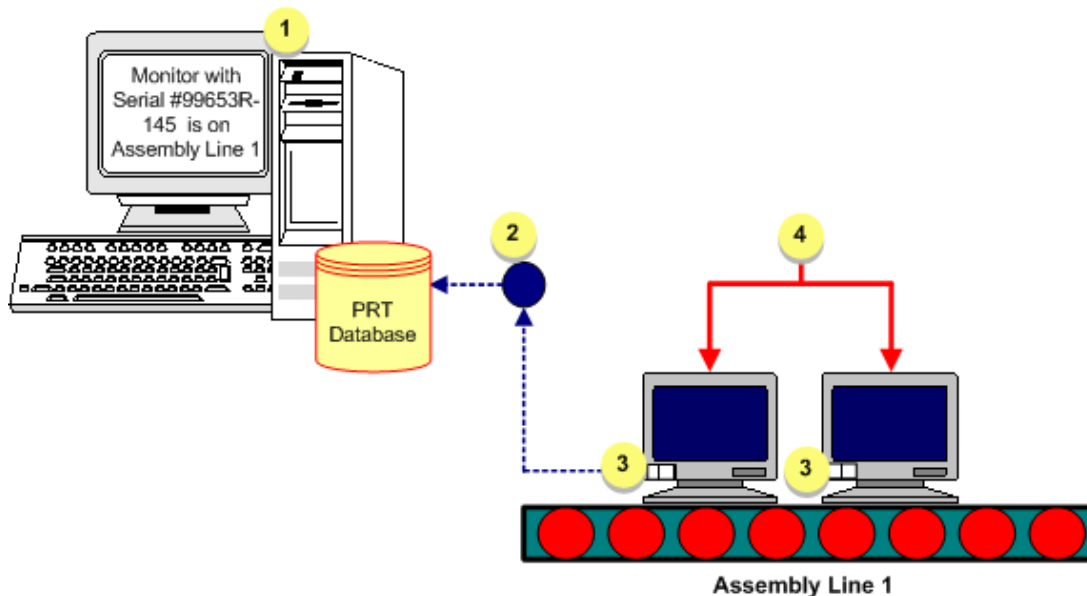 1
Monitor with
Serial #99653R-
145 is on
Assembly Line 1
2
4
PRT
Database
3
3
Assembly Line 1